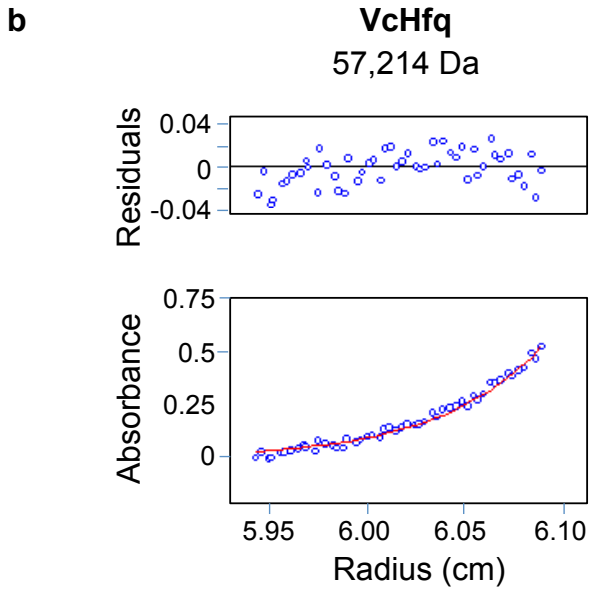 b
VcHfq
57,214 Da
Residuals
0.04
0
-0.04
Absorbance
0.75
0.5
0.25
0
5.95 6.00 6.05 6.10
Radius (cm)